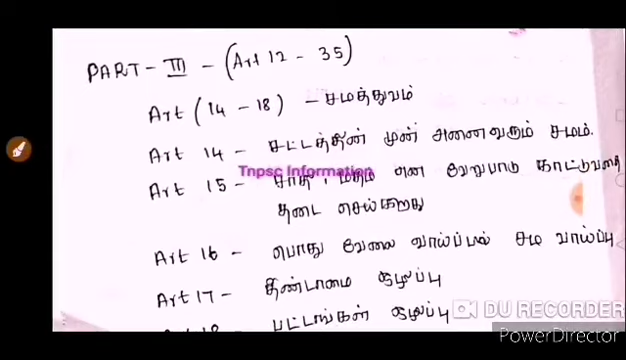 PART-III - (Art 12 - 35)
Art (14 - 18) - சமத்துவம்
Art 14 - சட்டத்தின் முன் அனைவரும் சமம்.
Tnpsc Information
Art 15 - சாதி, மதம் என வேறுபாடு காட்டுவதை
தடை செய்கிறது
Art 16 - பொது வேலை வாய்ப்பில் சம வாய்ப்பு
Art 17 - தீண்டாமை ஒழிப்பு
Art 18 - பட்டங்கள் ஒழிப்பு
DU RECORDER
PowerDirector